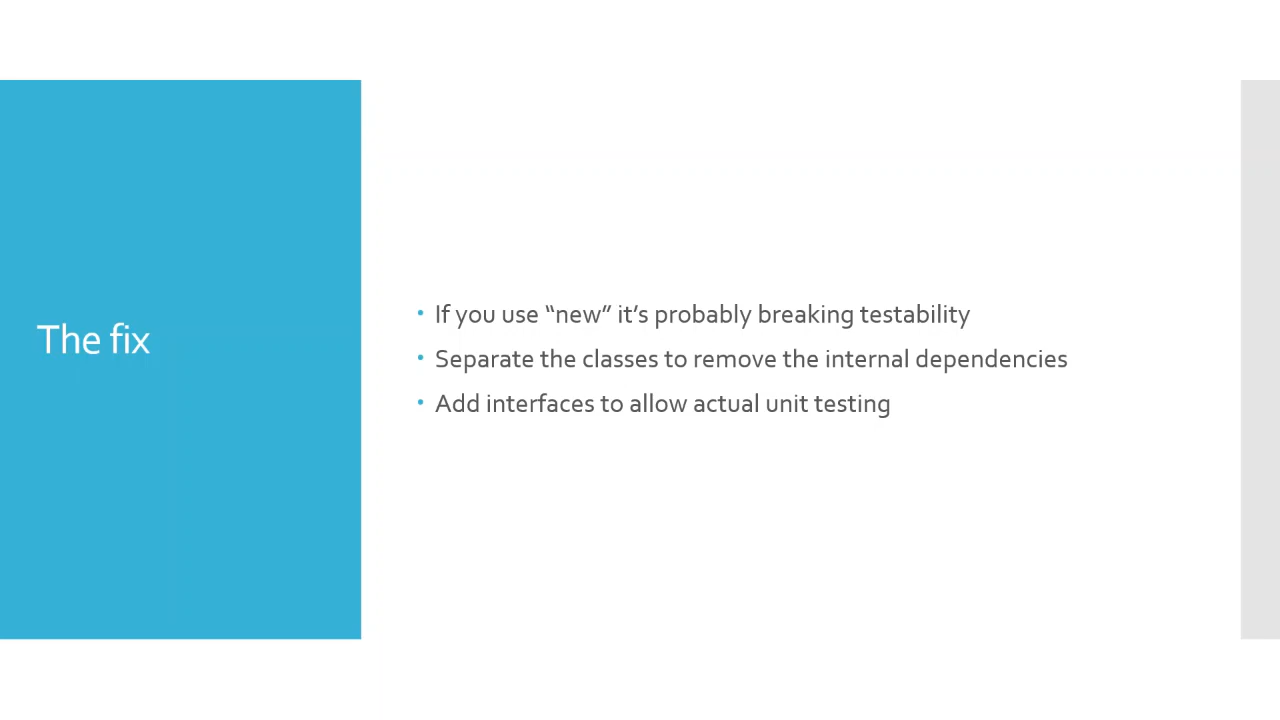 The fix
• If you use “new” it’s probably breaking testability
• Separate the classes to remove the internal dependencies
• Add interfaces to allow actual unit testing